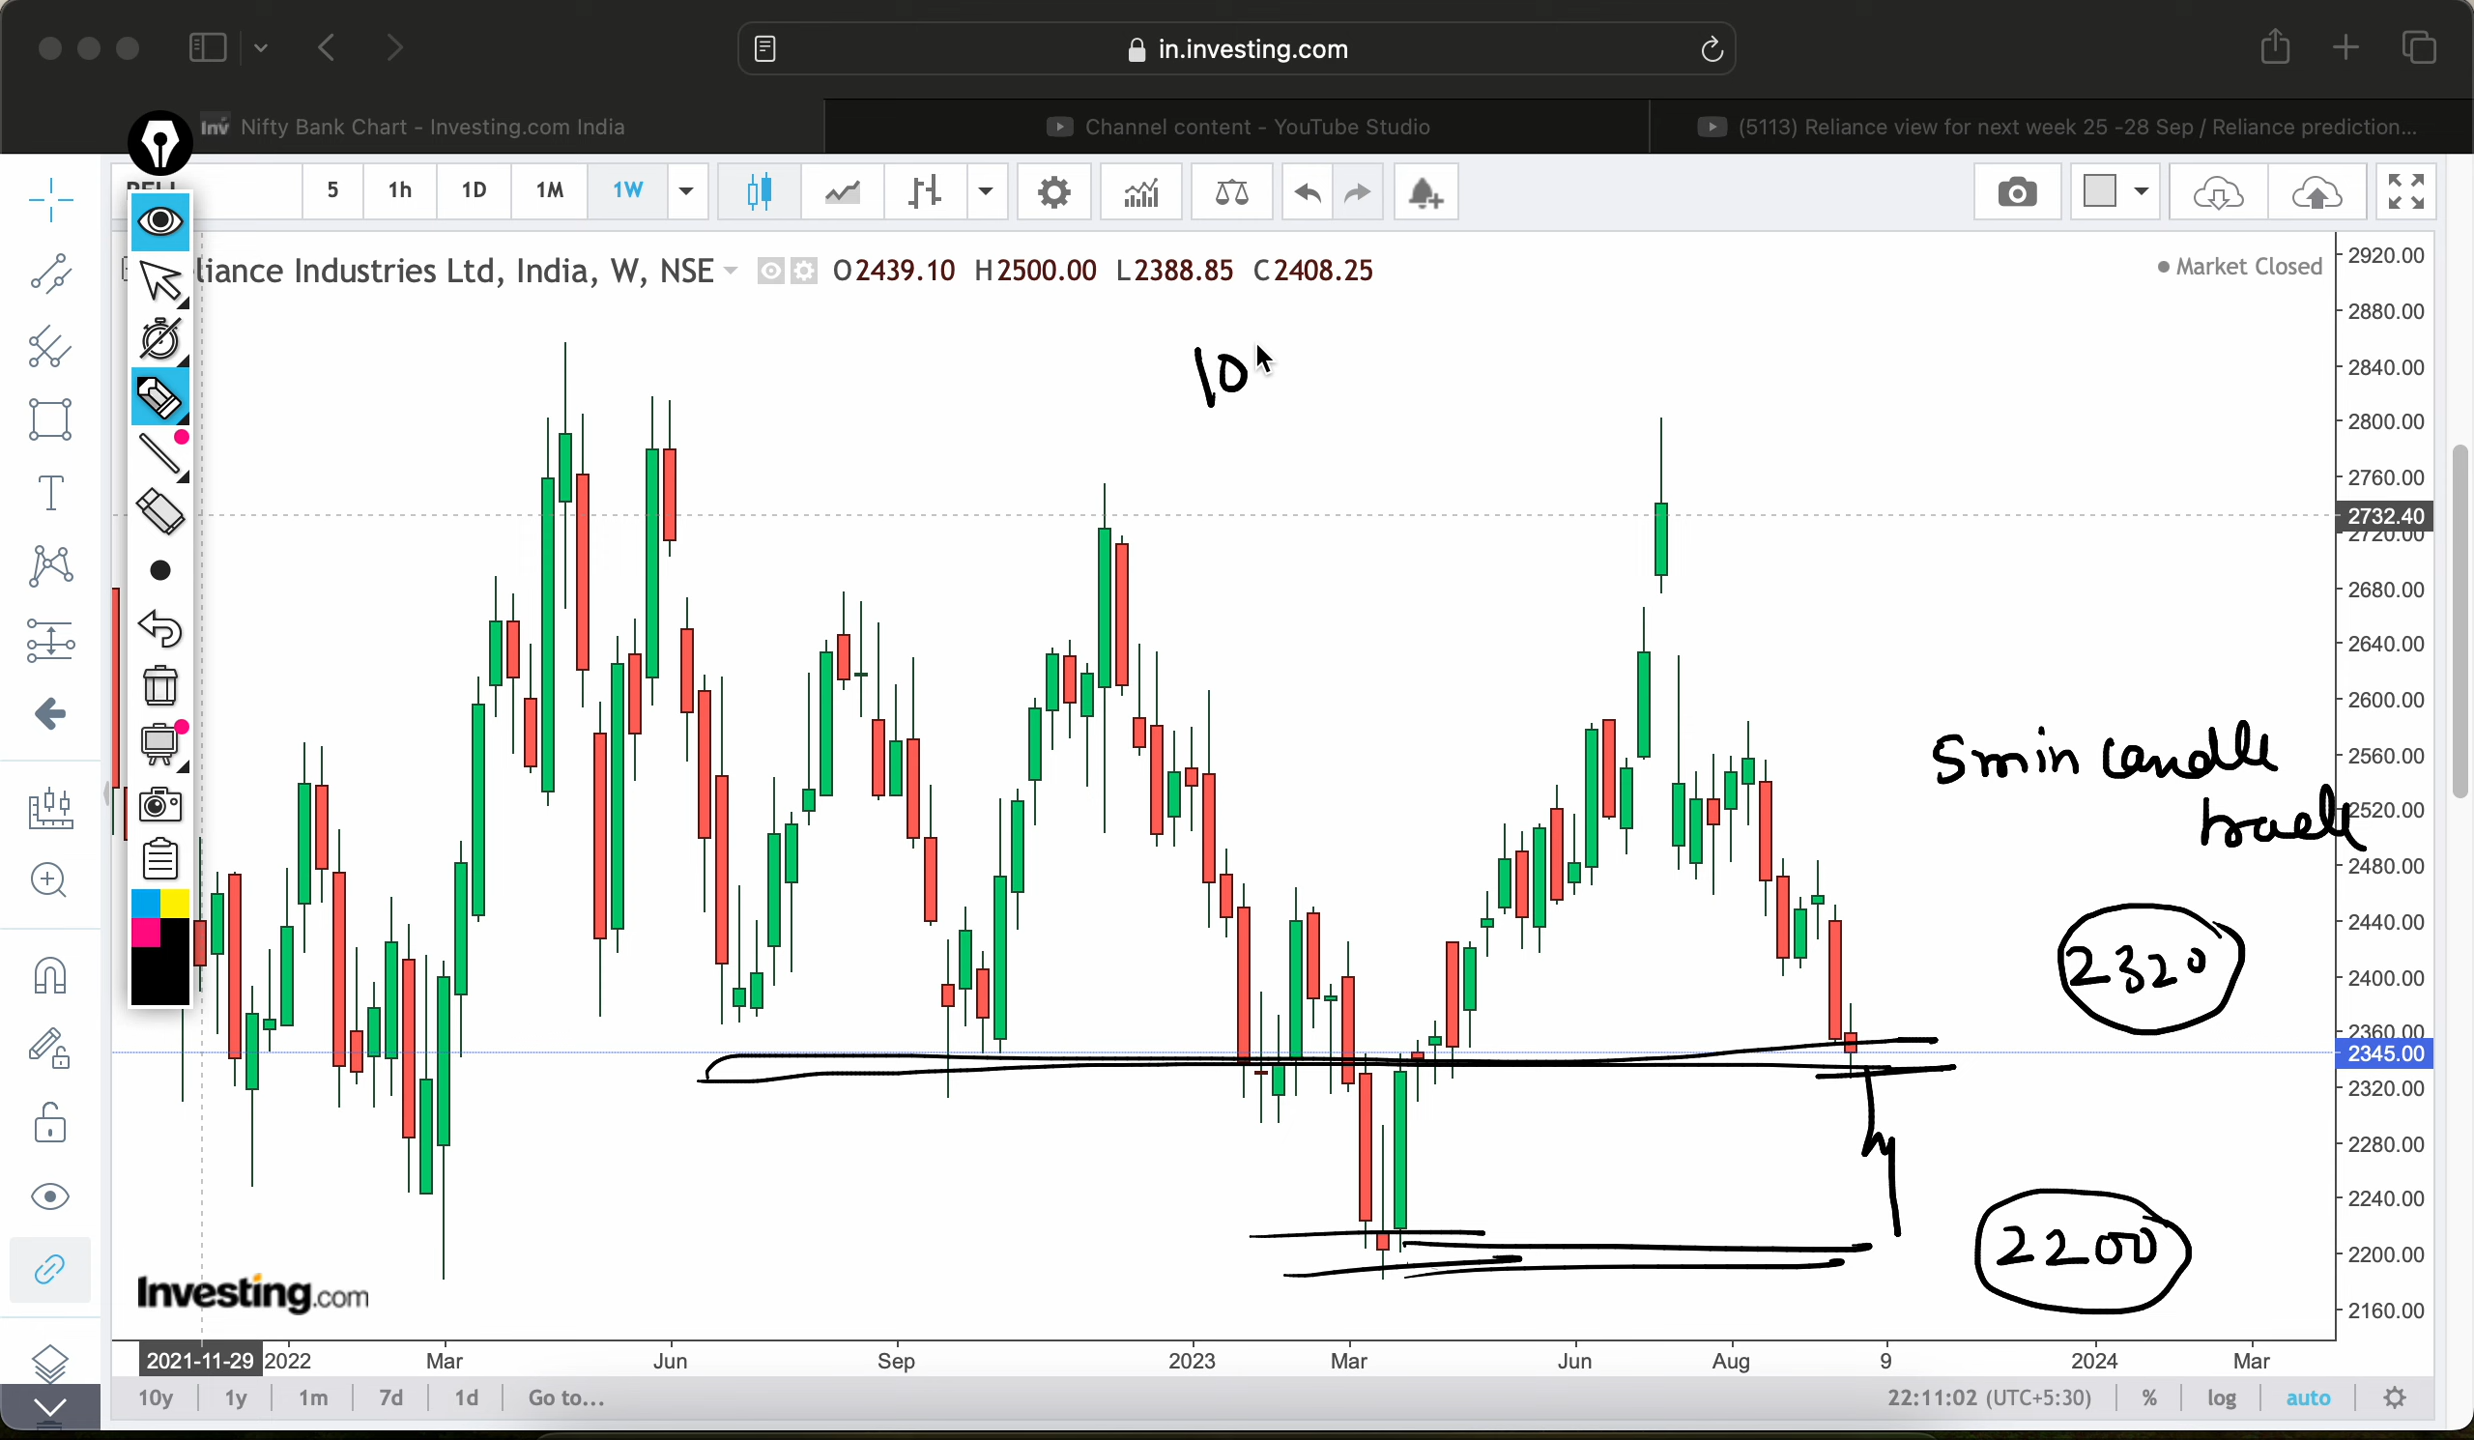 in.investing.com
Inv Nifty Bank Chart - Investing.com India
Channel content - YouTube Studio
(5113) Reliance view for next week 25 -28 Sep / Reliance prediction...
5 1h 1D 1M 1W
liance Industries Ltd, India, W, NSE O2439.10 H2500.00 L2388.85 C2408.25
Market Closed
2920.00
2880.00
2840.00
2800.00
2760.00
2732.40
2720.00
2680.00
2640.00
2600.00
2560.00
2520.00
2480.00
2440.00
2400.00
2360.00
2345.00
2320.00
2280.00
2240.00
2200.00
2160.00
10
5min candle
2320
2200
Investing.com
2021-11-29 2022 Mar Jun Sep 2023 Mar Jun Aug 9 2024 Mar
10y 1y 1m 7d 1d Go to... 22:11:02 (UTC+5:30) % log auto